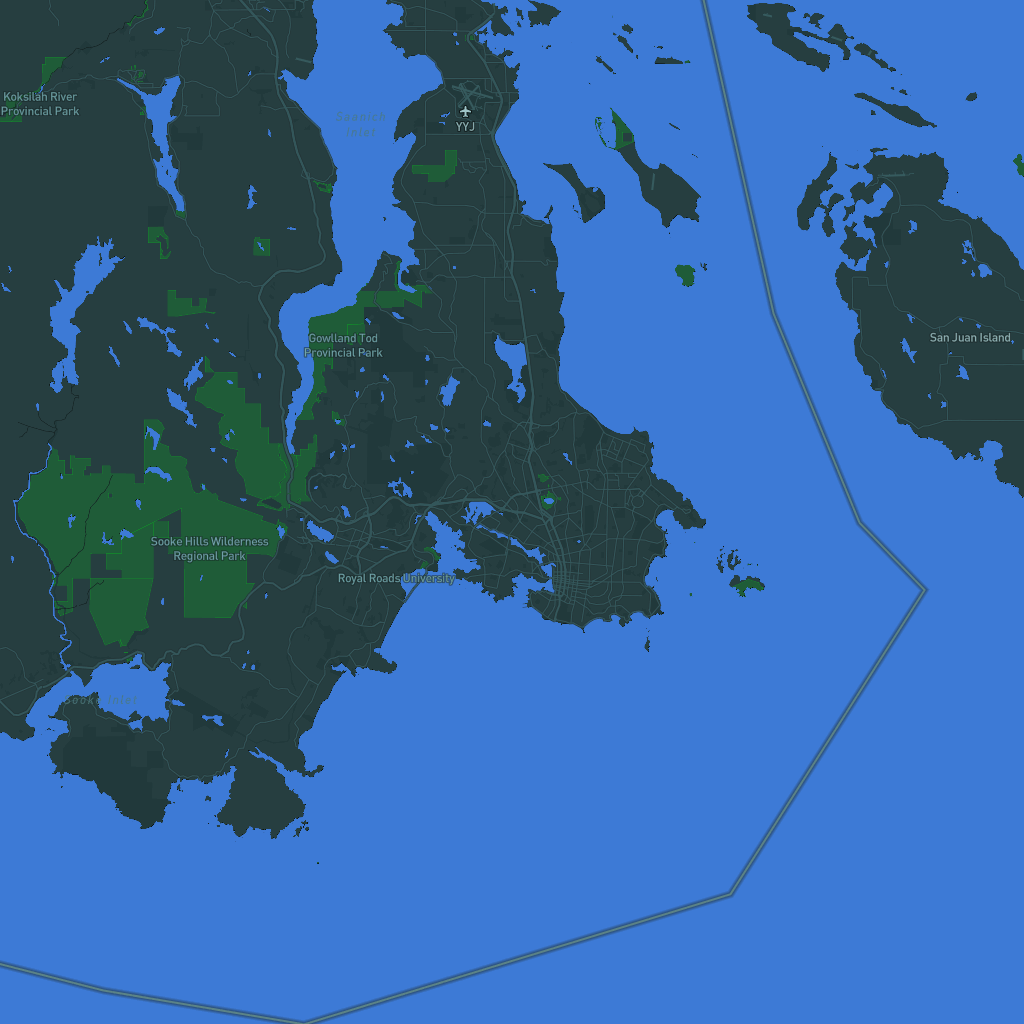 Koksilah River
Provincial Park
Saanich
Inlet
YYJ
San Juan Island
Gowlland Tod
Provincial Park
Sooke Hills Wilderness
Regional Park
Royal Roads University
Sooke Inlet